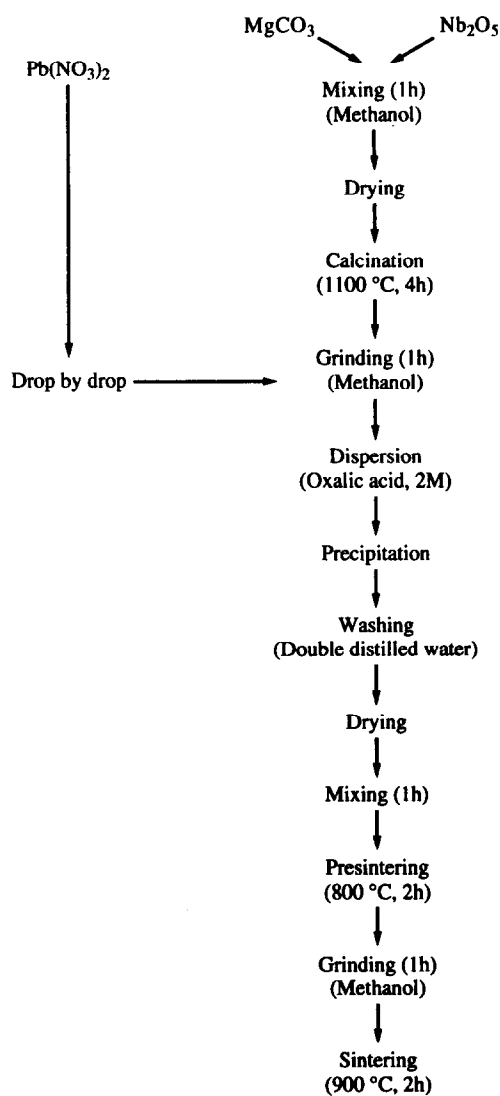 MgCO₃
Nb₂O₅
Pb(NO₃)₂
Mixing (1h)
(Methanol)
Drying
Calcination
(1100 °C, 4h)
Drop by drop
Grinding (1h)
(Methanol)
Dispersion
(Oxalic acid, 2M)
Precipitation
Washing
(Double distilled water)
Drying
Mixing (1h)
Presintering
(800 °C, 2h)
Grinding (1h)
(Methanol)
Sintering
(900 °C, 2h)